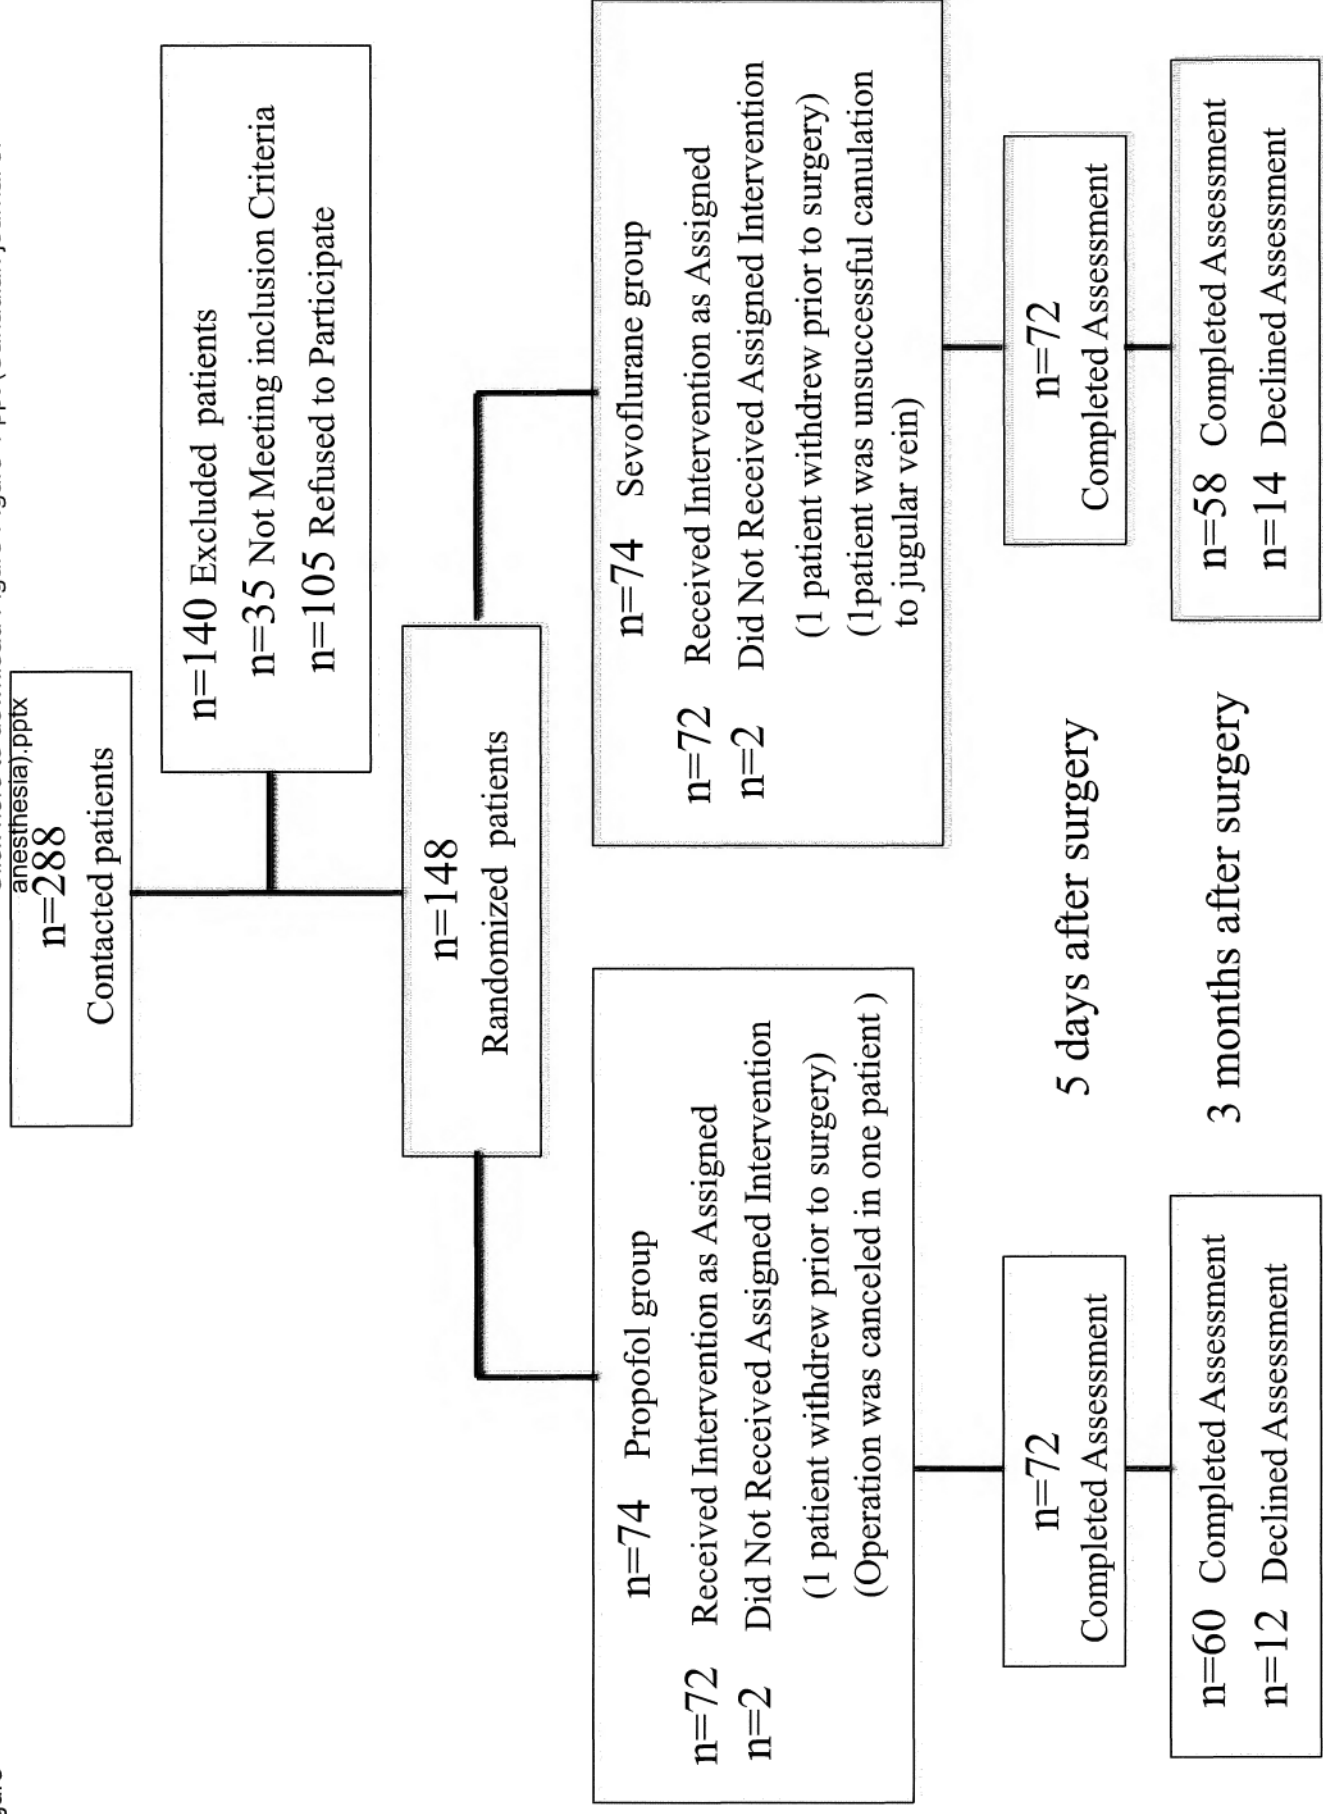 anesthesia).pptx
n=288
Contacted patients
n=140 Excluded patients
n=35 Not Meeting inclusion Criteria
n=105 Refused to Participate
n=148
Randomized patients
n=74 Propofol group
n=72 Received Intervention as Assigned
n=2 Did Not Received Assigned Intervention
(1 patient withdrew prior to surgery)
(Operation was canceled in one patient )
n=74 Sevoflurane group
n=72 Received Intervention as Assigned
n=2 Did Not Received Assigned Intervention
(1 patient withdrew prior to surgery)
(1patient was unsuccessful canulation
to jugular vein)
n=72
Completed Assessment
5 days after surgery
n=72
Completed Assessment
n=60 Completed Assessment
n=12 Declined Assessment
3 months after surgery
n=58 Completed Assessment
n=14 Declined Assessment